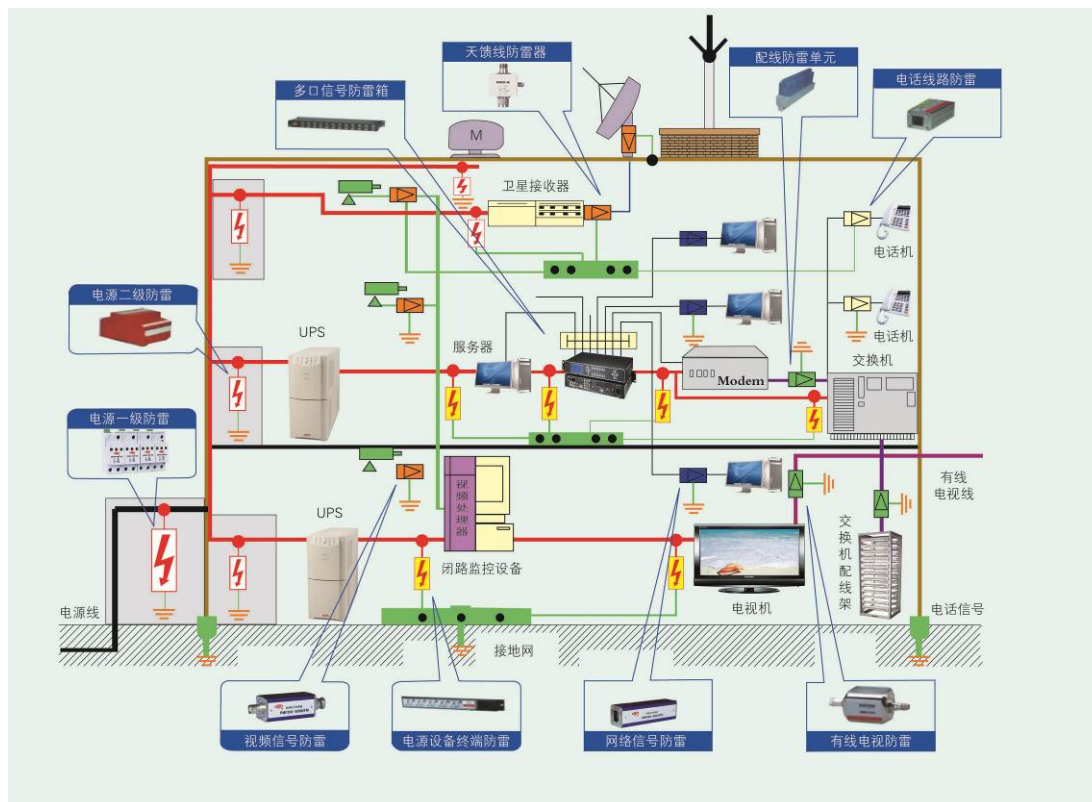 天馈线防雷器
配线防雷单元
电话线路防雷
多口信号防雷箱
M
卫星接收器
电话机
电源二级防雷
UPS
服务器
电话机
交换机
Modem
电源一级防雷
视频处理器
有线
电视线
UPS
交换机配线架
闭路监控设备
电源线
电视机
电话信号
接地网
视频信号防雷
电源设备终端防雷
网络信号防雷
有线电视防雷